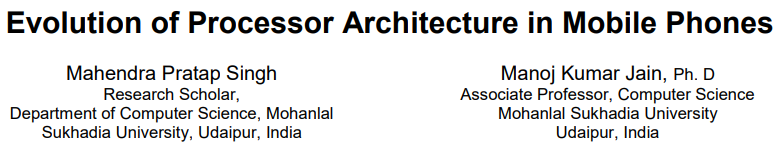 Evolution of Processor Architecture in Mobile Phones
Mahendra Pratap Singh
Research Scholar,
Department of Computer Science, Mohanlal
Sukhadia University, Udaipur, India
Manoj Kumar Jain, Ph. D
Associate Professor, Computer Science
Mohanlal Sukhadia University
Udaipur, India